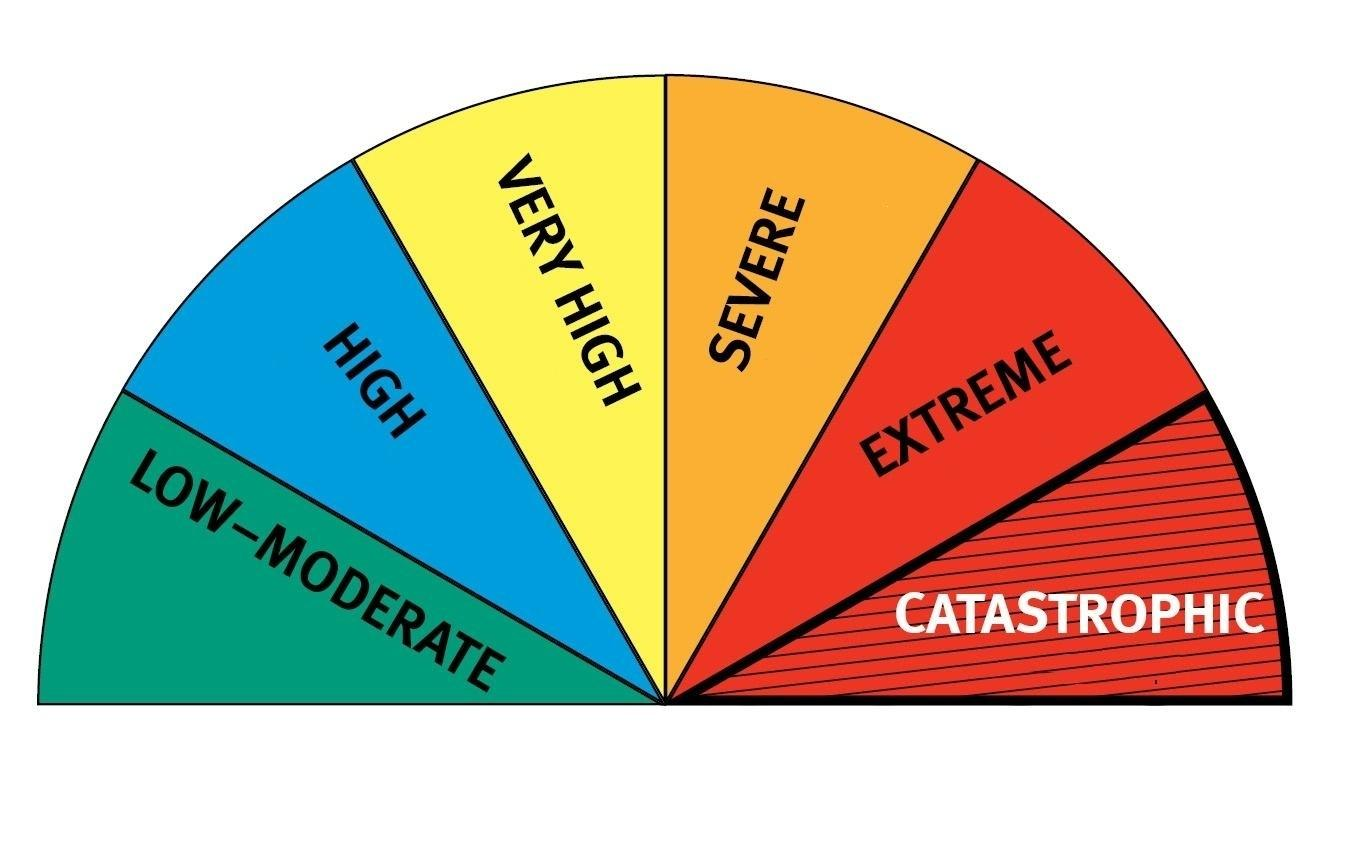 LOW–MODERATE
HIGH
VERY HIGH
SEVERE
EXTREME
CATASTROPHIC